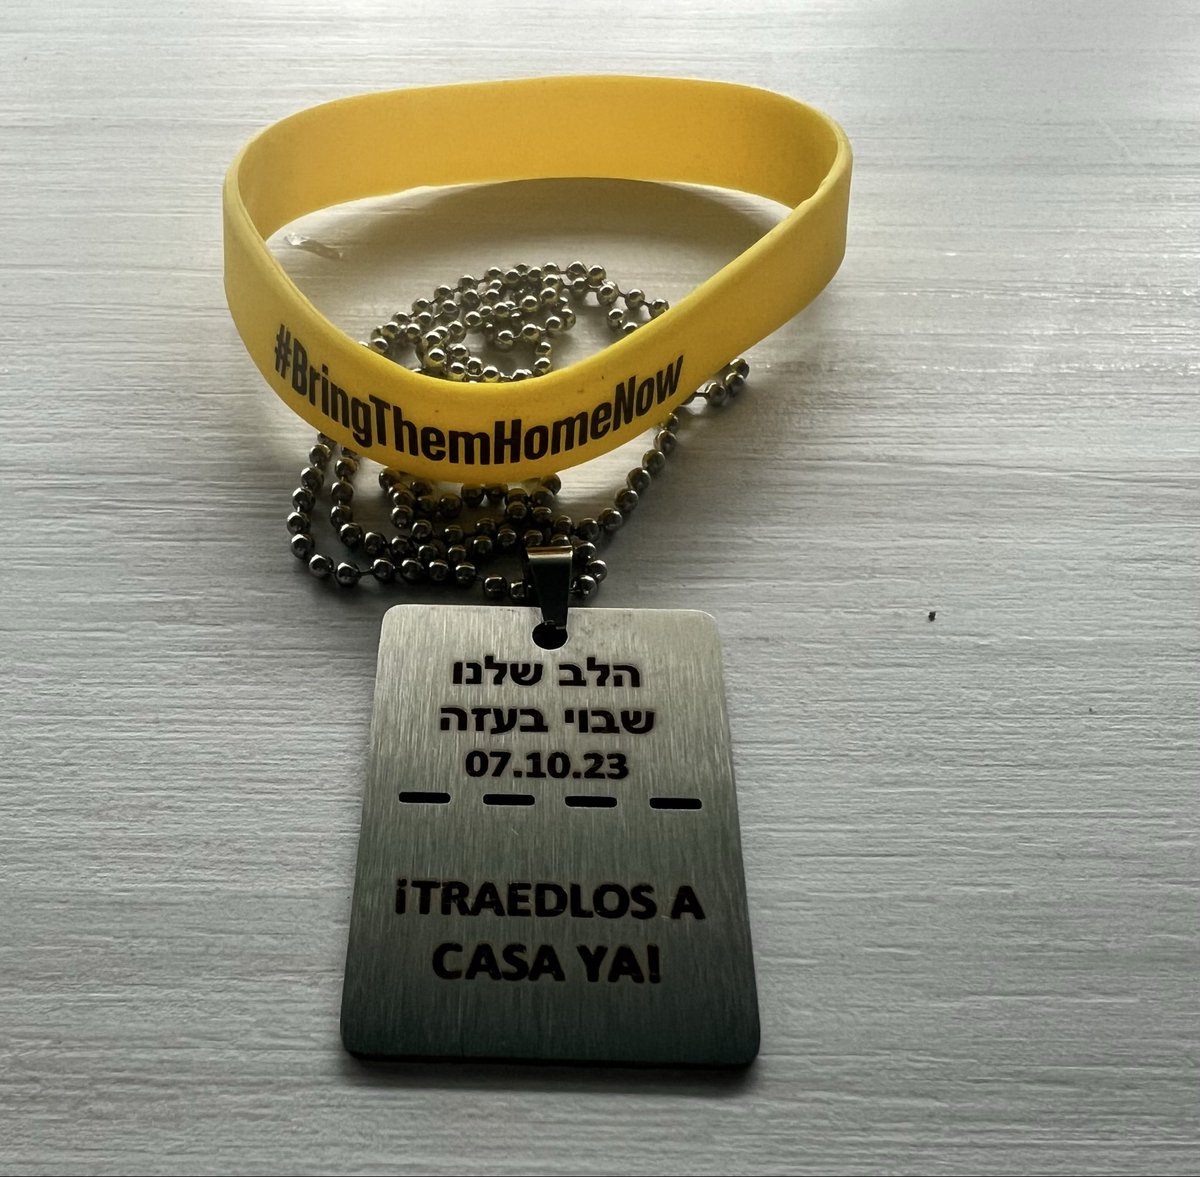 #BringThemHomeNow
הלב שלנו
שבוי בעזה
07.10.23
¡TRAEDLOS A
CASA YA!